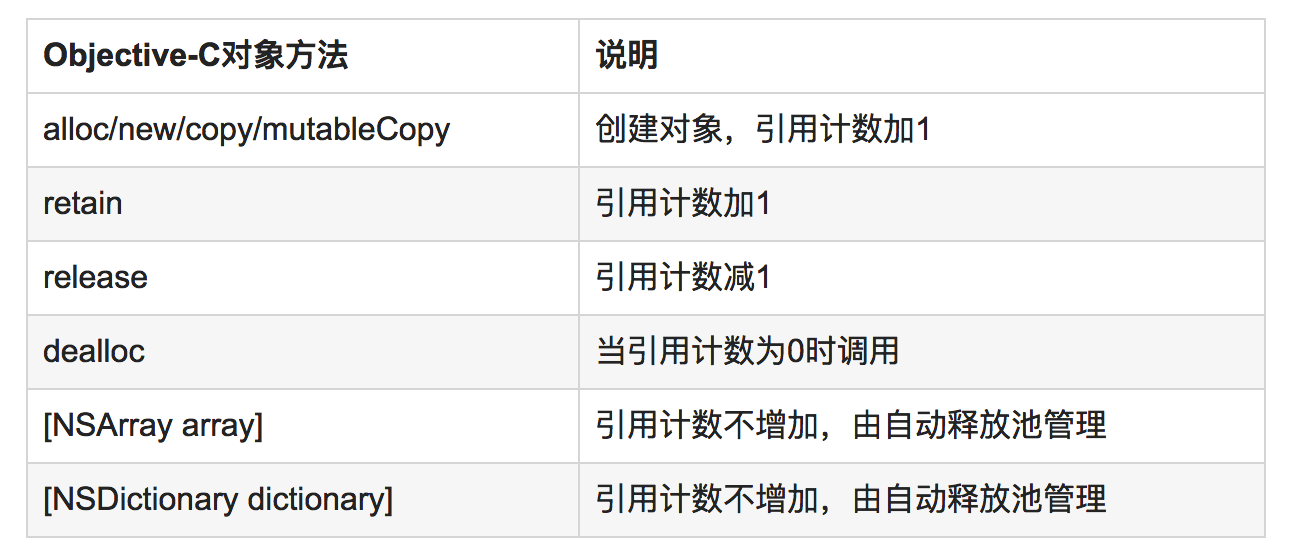 Objective-C对象方法 说明
alloc/new/copy/mutableCopy 创建对象，引用计数加1
retain 引用计数加1
release 引用计数减1
dealloc 当引用计数为0时调用
[NSArray array] 引用计数不增加，由自动释放池管理
[NSDictionary dictionary] 引用计数不增加，由自动释放池管理